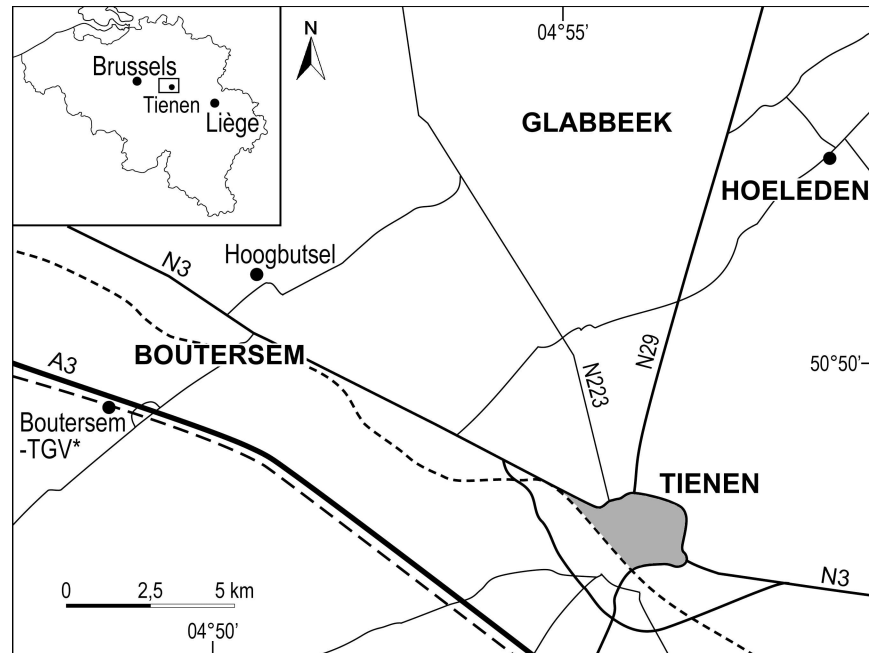 Brussels
Tienen
Liège
N
04°55'
GLABBEEK
HOELEDEN
N3
Hoogbutsel
BOUTERSEM
A3
Boutersem
-TGV*
N223
N29
50°50'
TIENEN
N3
0 2,5 5 km
04°50'